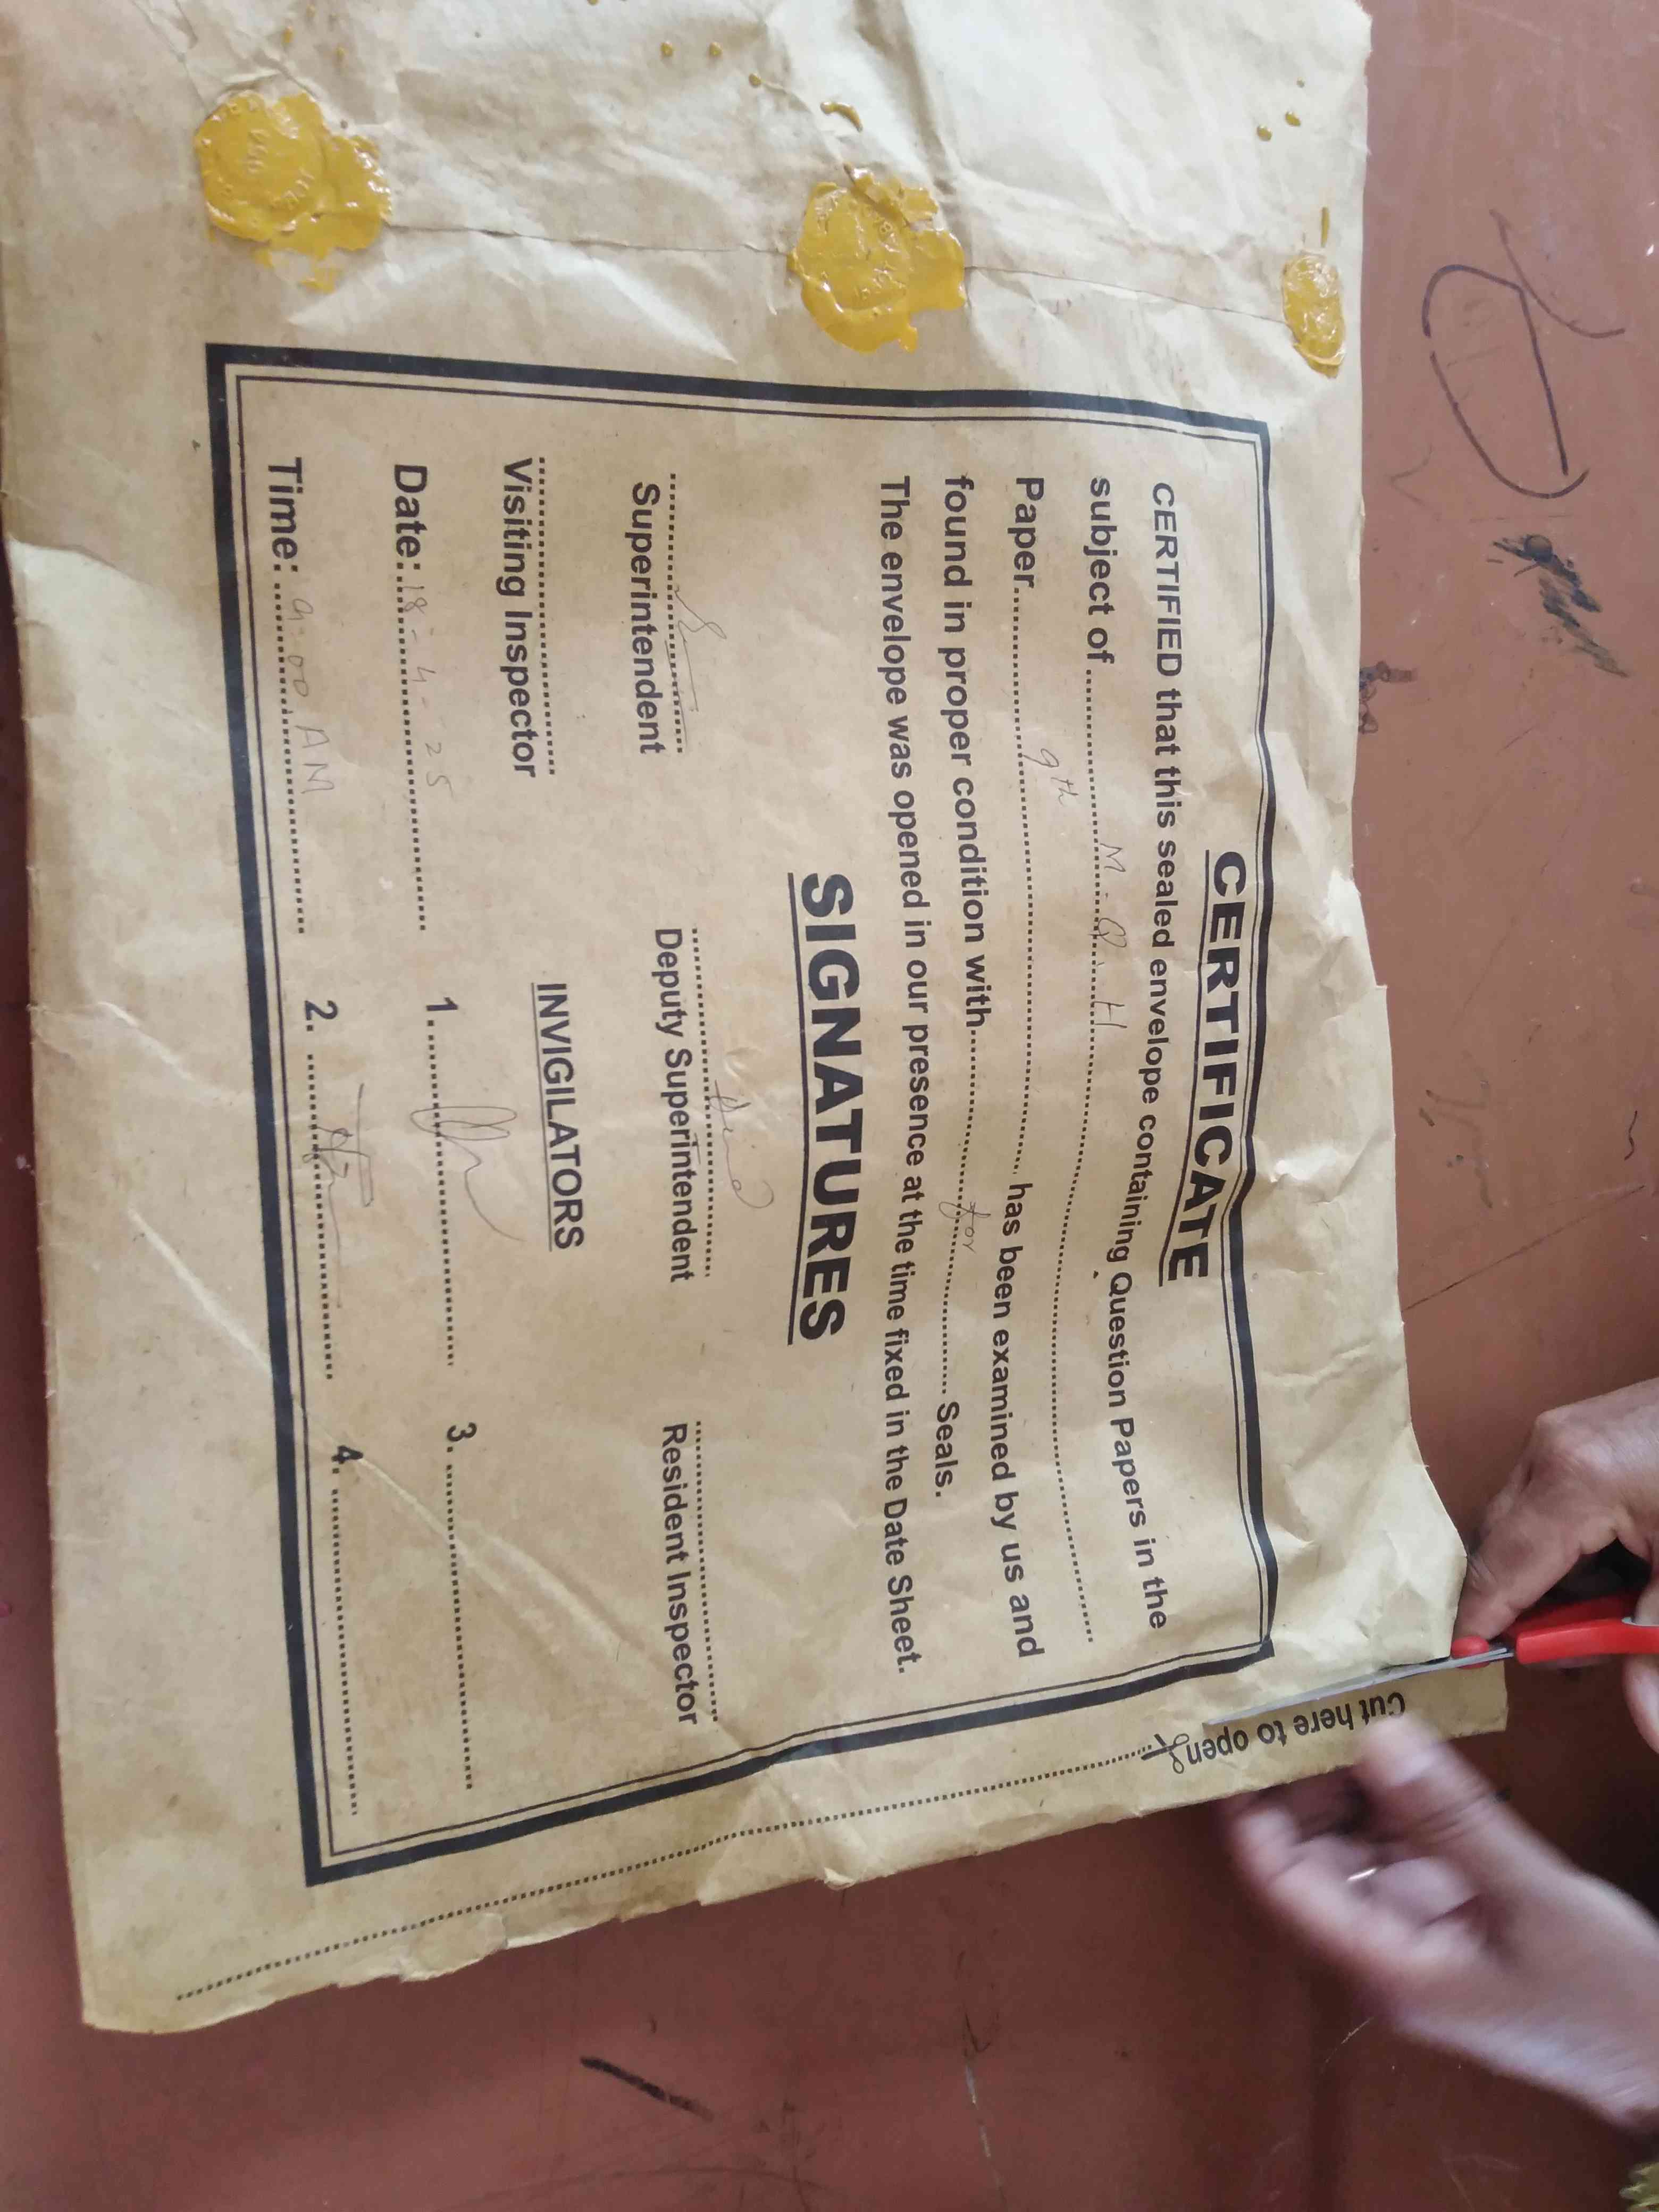 CERTIFICATE
CERTIFIED that this sealed envelope containing Question Papers in the
subject of .......... M. Q. H ..........
Paper .......... 9th .......... has been examined by us and
found in proper condition with .......... for .......... Seals.
The envelope was opened in our presence at the time fixed in the Date Sheet.
SIGNATURES
Superintendent Deputy Superintendent Resident Inspector
Visiting Inspector INVIGILATORS
Date: 18-4-25 1. .......... 3. ..........
Time: 9:00 AM 2. .......... 4. ..........
Cut here to open